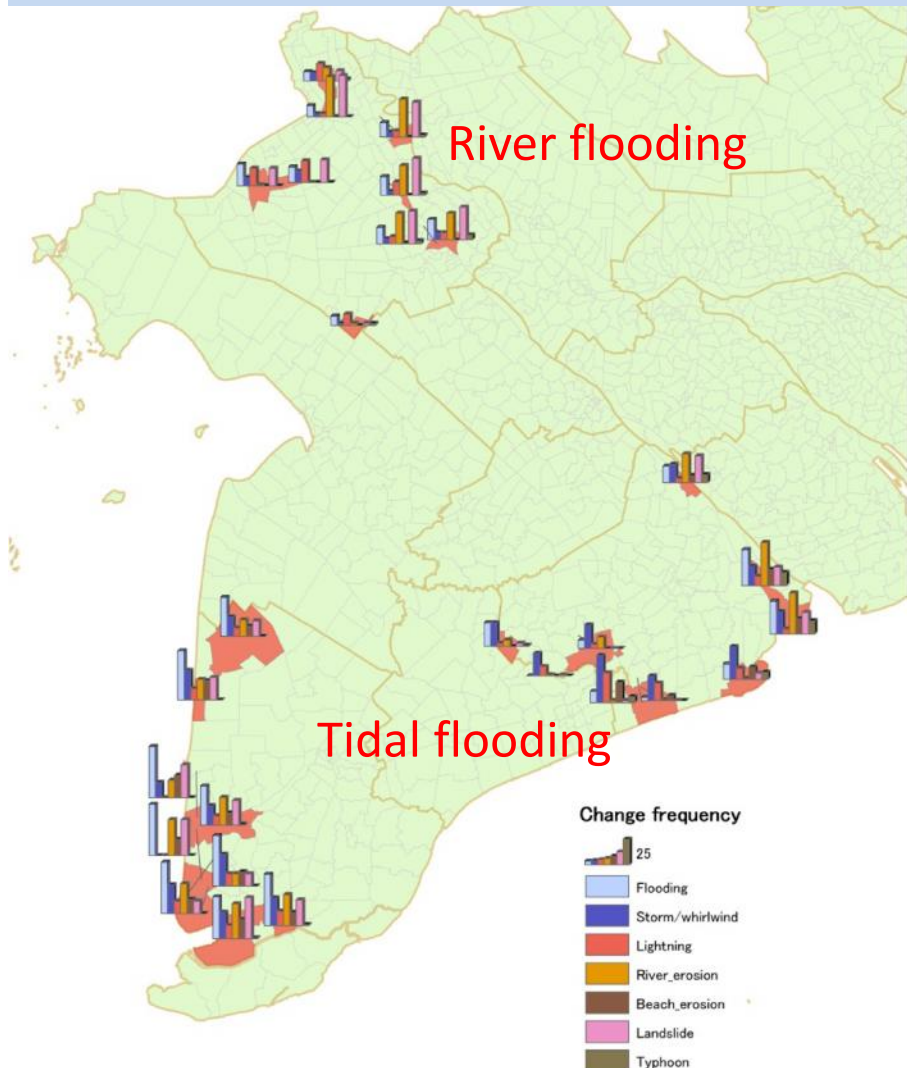 River flooding
Tidal flooding
Change frequency
25
Flooding
Storm/whirlwind
Lightning
River_erosion
Beach_erosion
Landslide
Typhoon